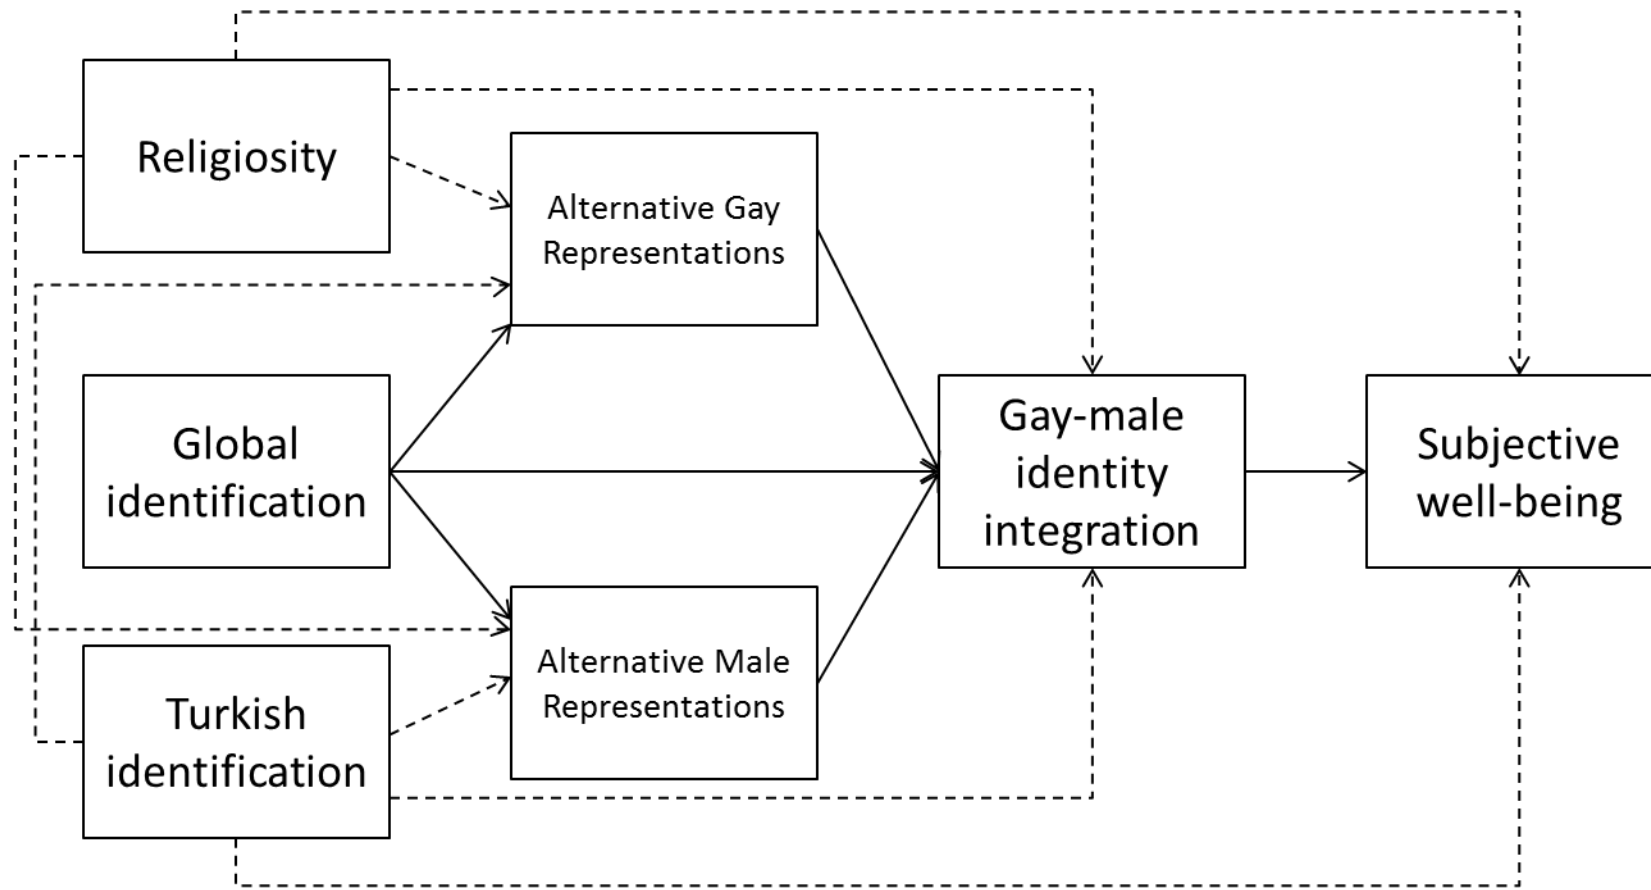 Religiosity
Alternative Gay
Representations
Global
identification
Gay-male
identity
integration
Subjective
well-being
Alternative Male
Representations
Turkish
identification